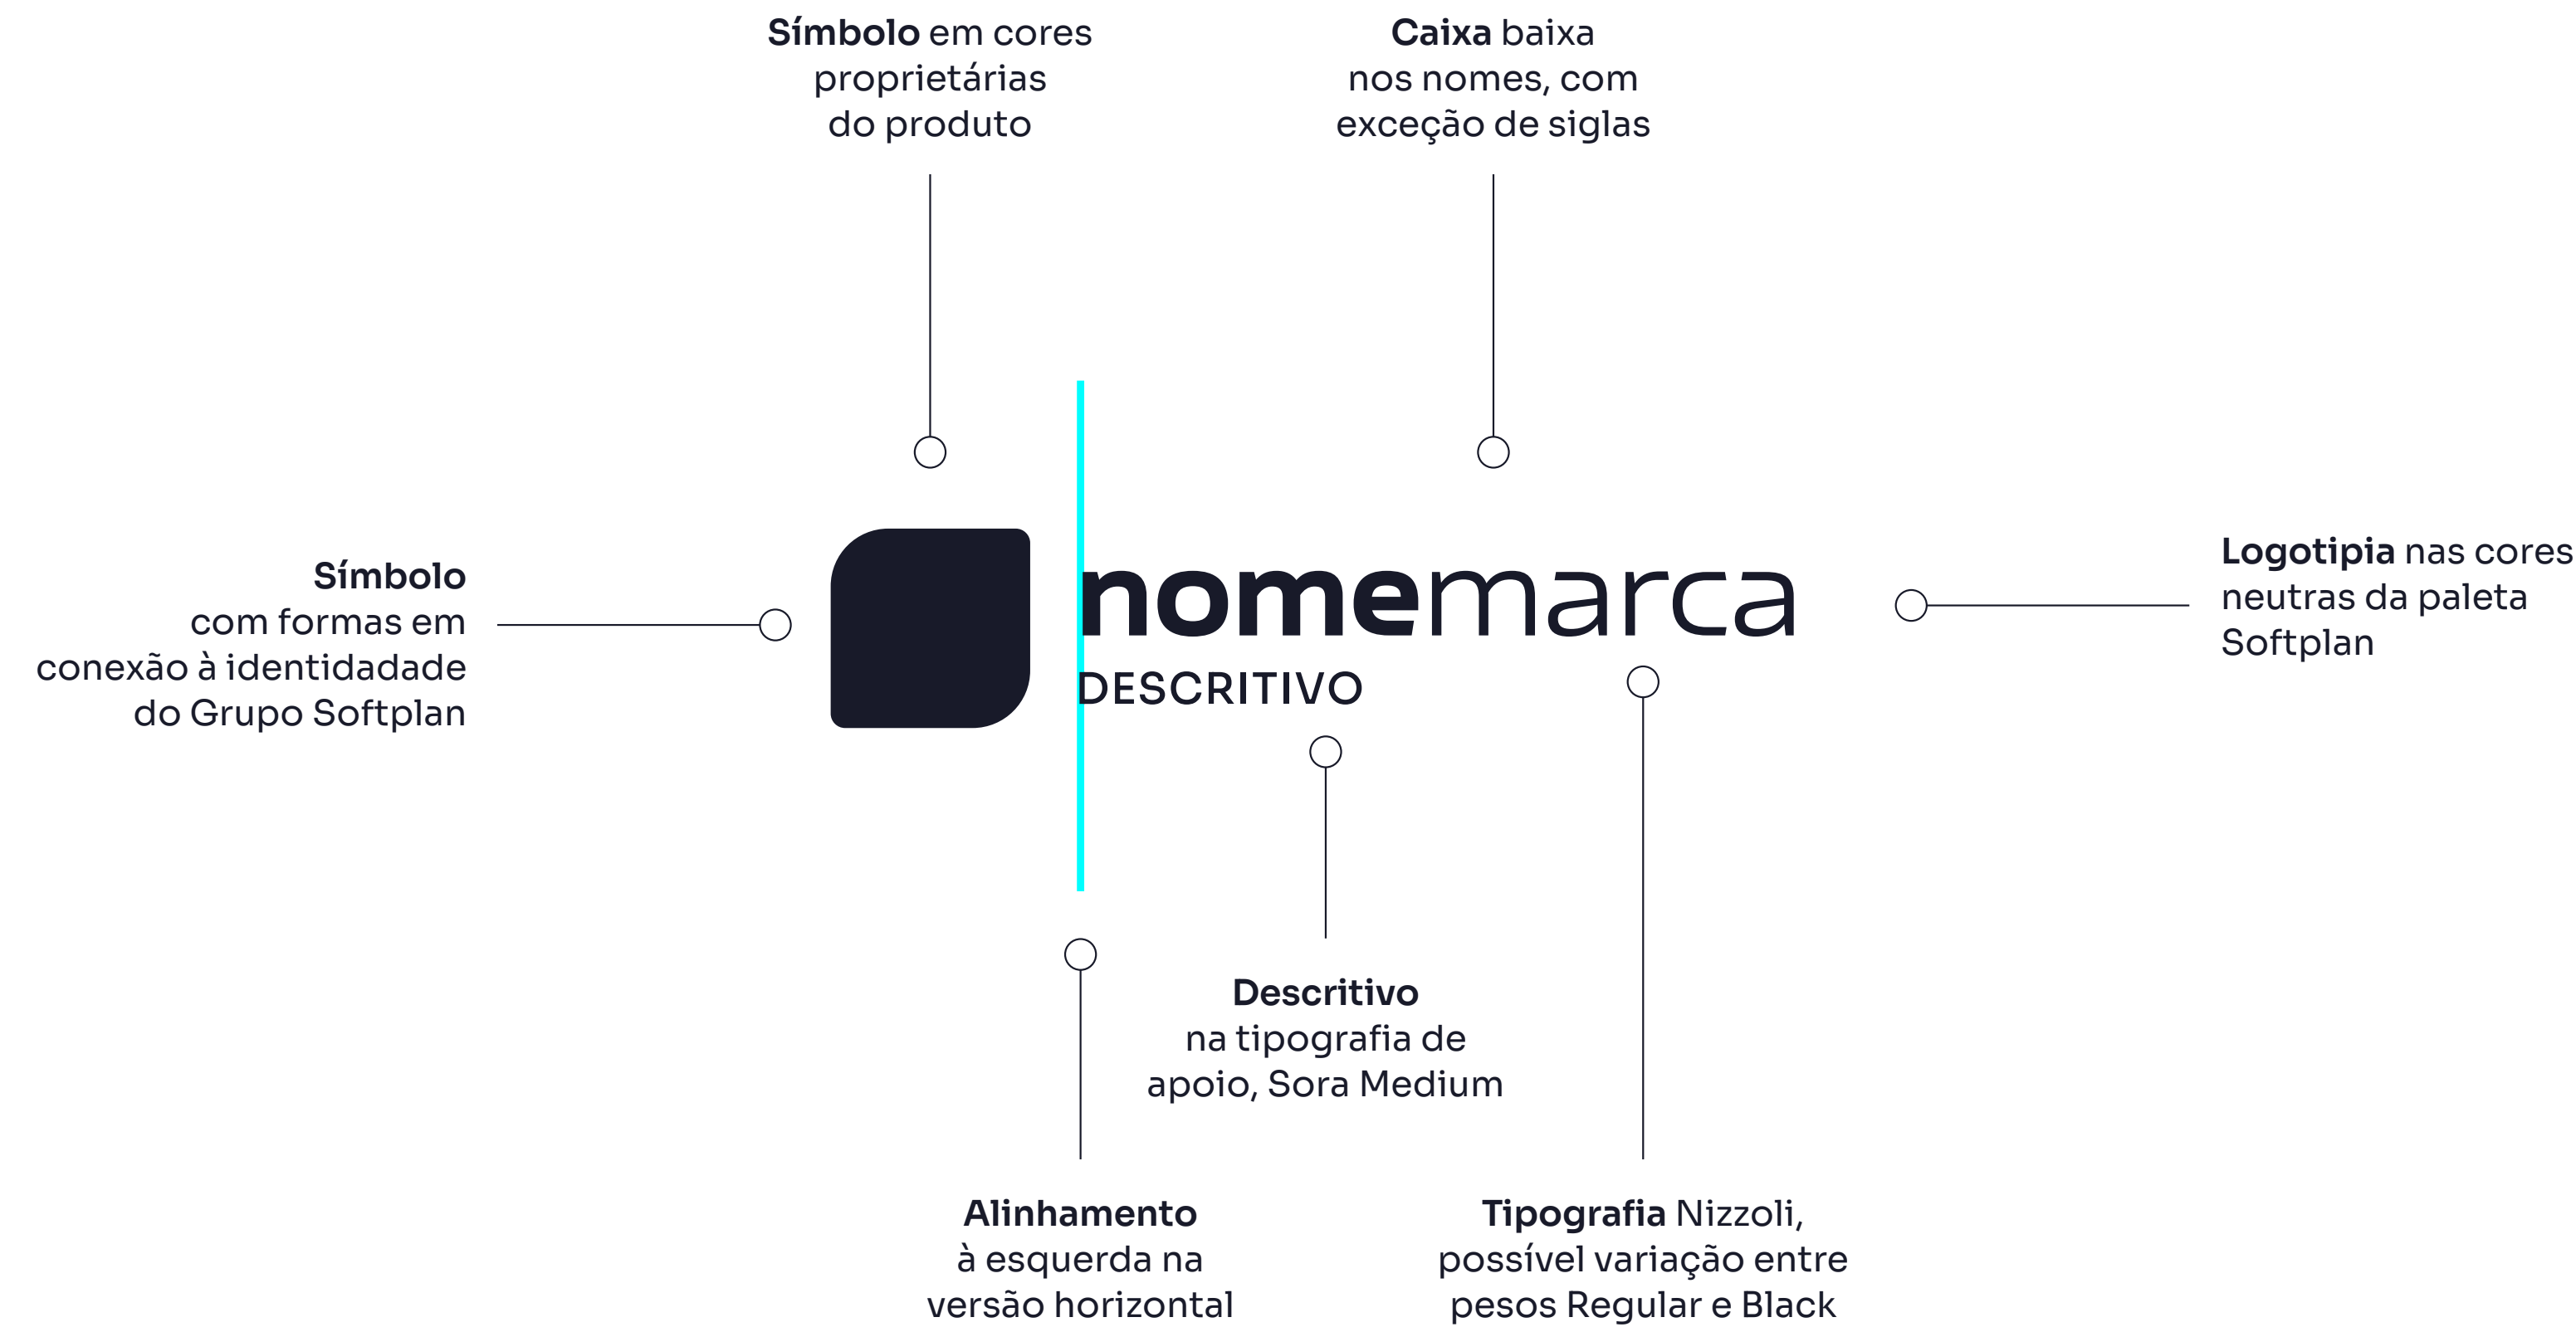 Símbolo em cores
proprietárias
do produto
Caixa baixa
nos nomes, com
exceção de siglas
Símbolo
com formas em
conexão à identidadade
do Grupo Softplan
nomemarca
DESCRITIVO
Logotipia nas cores
neutras da paleta
Softplan
Descritivo
na tipografia de
apoio, Sora Medium
Alinhamento
à esquerda na
versão horizontal
Tipografia Nizzoli,
possível variação entre
pesos Regular e Black